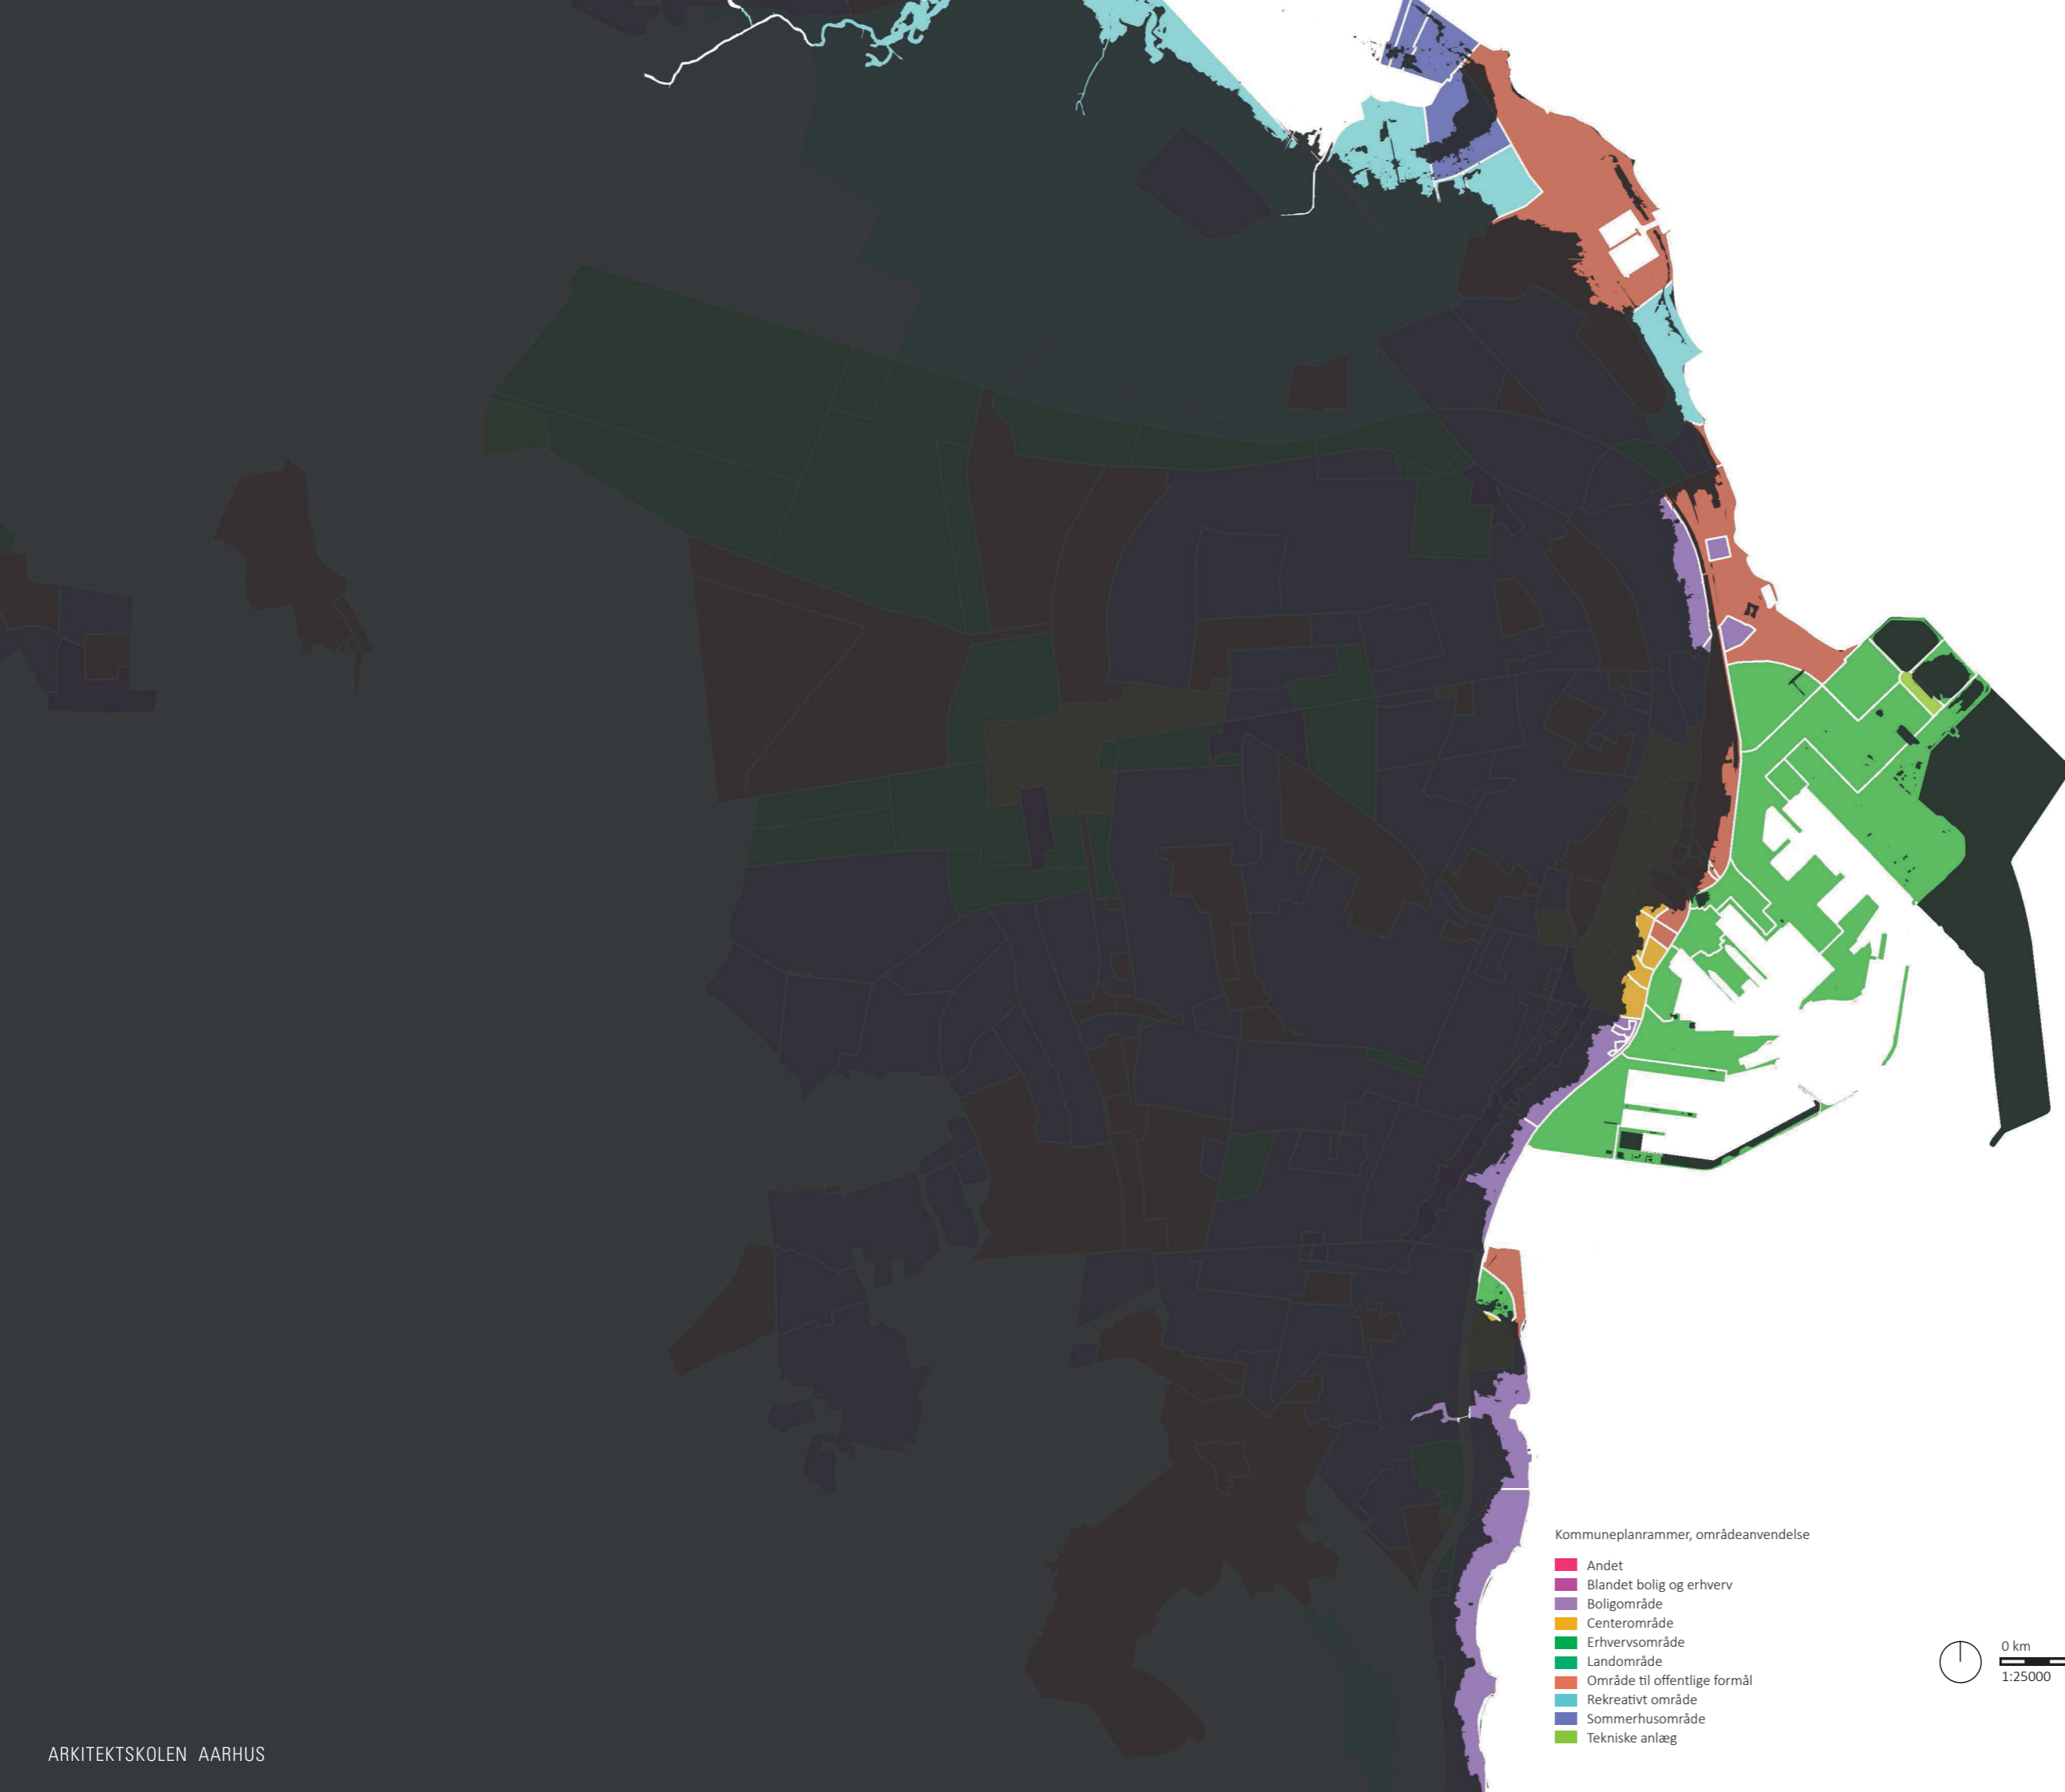 Kommuneplanrammer, områdeanvendelse
Andet
Blandet bolig og erhverv
Boligområde
Centerområde
Erhvervsområde
Landområde
Område til offentlige formål
Rekreativt område
Sommerhusområde
Tekniske anlæg
0 km
1:25000
ARKITEKTSKOLEN AARHUS